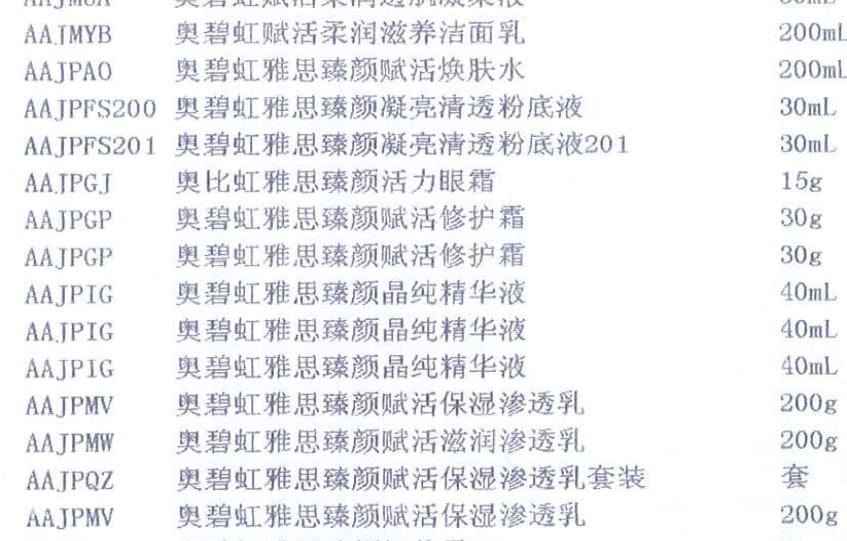 AAJMYB 奥碧虹赋活柔润滋养洁面乳 200mL
AAJPAO 奥碧虹雅思臻颜赋活焕肤水 200mL
AAJPFS200 奥碧虹雅思臻颜凝亮清透粉底液 30mL
AAJPFS201 奥碧虹雅思臻颜凝亮清透粉底液201 30mL
AAJPGJ 奥比虹雅思臻颜活力眼霜 15g
AAJPGP 奥碧虹雅思臻颜赋活修护霜 30g
AAJPGP 奥碧虹雅思臻颜赋活修护霜 30g
AAJPIG 奥碧虹雅思臻颜晶纯精华液 40mL
AAJPIG 奥碧虹雅思臻颜晶纯精华液 40mL
AAJPIG 奥碧虹雅思臻颜晶纯精华液 40mL
AAJPMV 奥碧虹雅思臻颜赋活保湿渗透乳 200g
AAJPMW 奥碧虹雅思臻颜赋活滋润渗透乳 200g
AAJPQZ 奥碧虹雅思臻颜赋活保湿渗透乳套装 套
AAJPMV 奥碧虹雅思臻颜赋活保湿渗透乳 200g